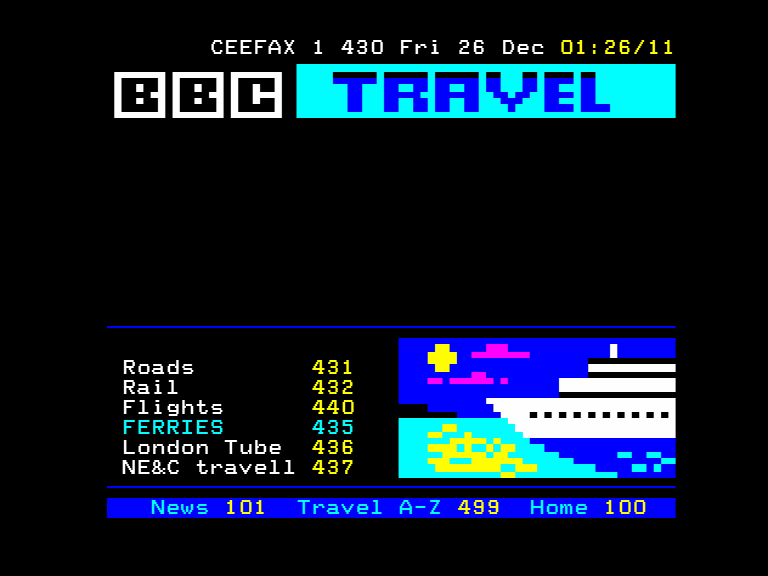 CEEFAX 1 430 Fri 26 Dec 01:26/11
BBC TRAVEL
Roads 431
Rail 432
Flights 440
FERRIES 435
London Tube 436
NE&C travell 437
News 101 Travel A-Z 499 Home 100